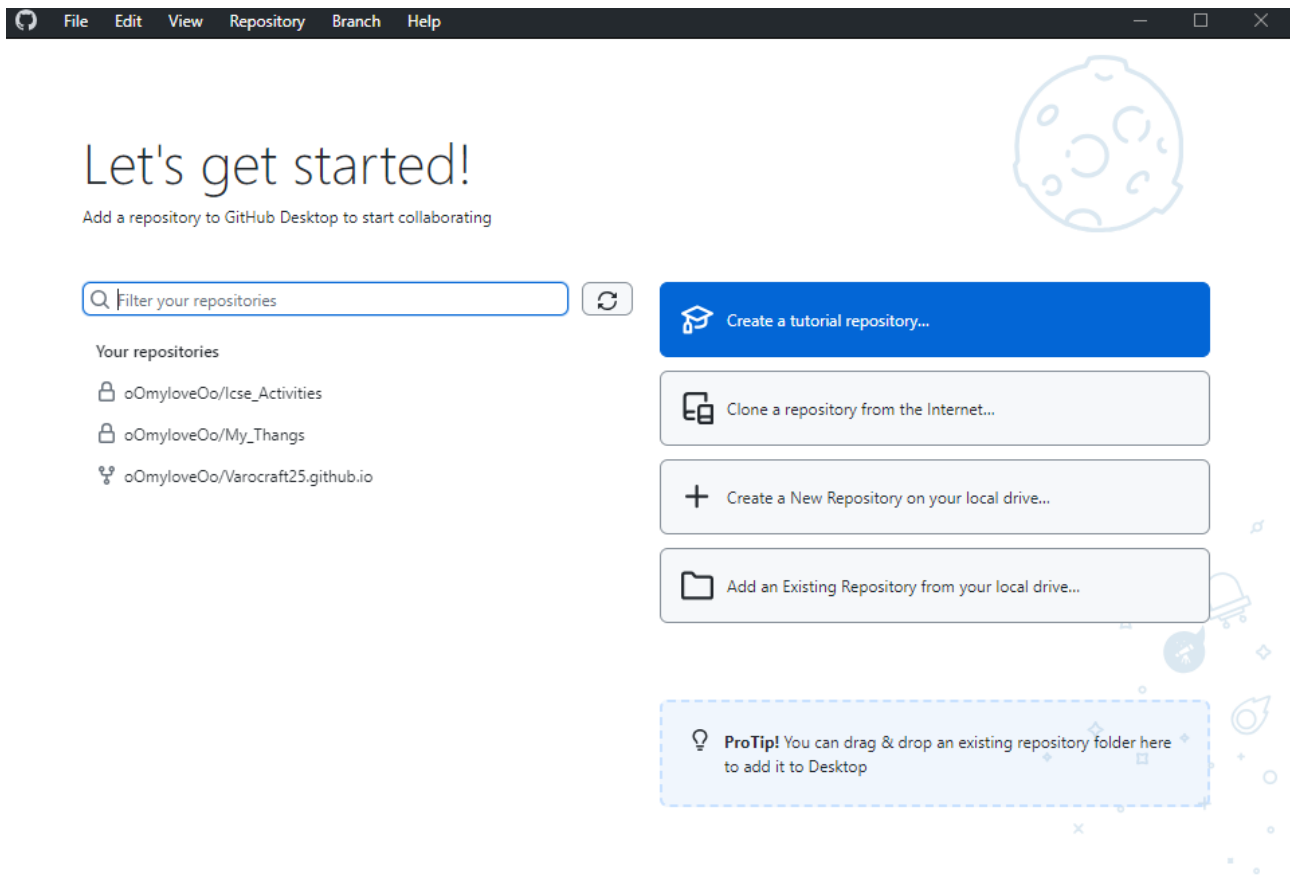 File Edit View Repository Branch Help
Let's get started!
Add a repository to GitHub Desktop to start collaborating
Filter your repositories
Your repositories
oOmyloveOo/Icse_Activities
oOmyloveOo/My_Thangs
oOmyloveOo/Varocraft25.github.io
Create a tutorial repository...
Clone a repository from the Internet...
Create a New Repository on your local drive...
Add an Existing Repository from your local drive...
ProTip! You can drag & drop an existing repository folder here
to add it to Desktop